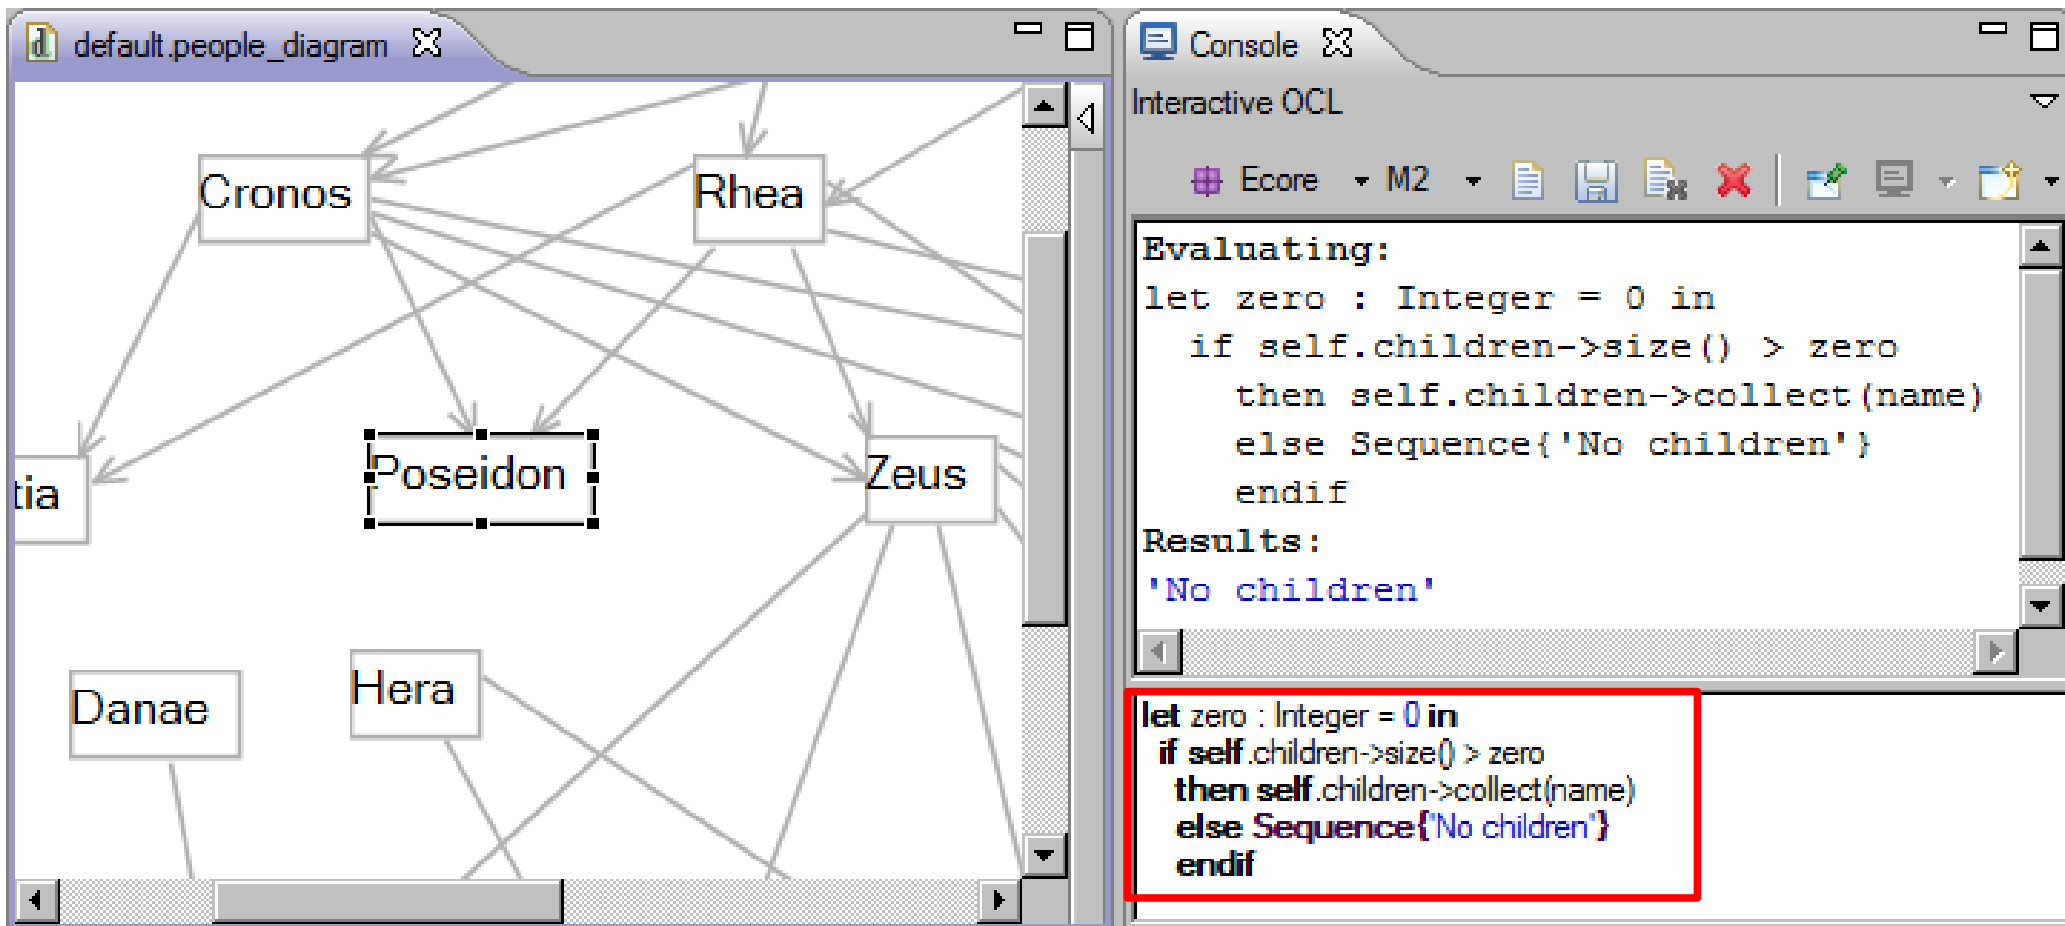 default.people_diagram
Cronos
Rhea
tia
Poseidon
Zeus
Danae
Hera
Console
Interactive OCL
Ecore M2
Evaluating:
let zero : Integer = 0 in
if self.children->size() > zero
then self.children->collect(name)
else Sequence{'No children'}
endif
Results:
'No children'
let zero : Integer = 0 in
if self.children->size() > zero
then self.children->collect(name)
else Sequence{'No children'}
endif